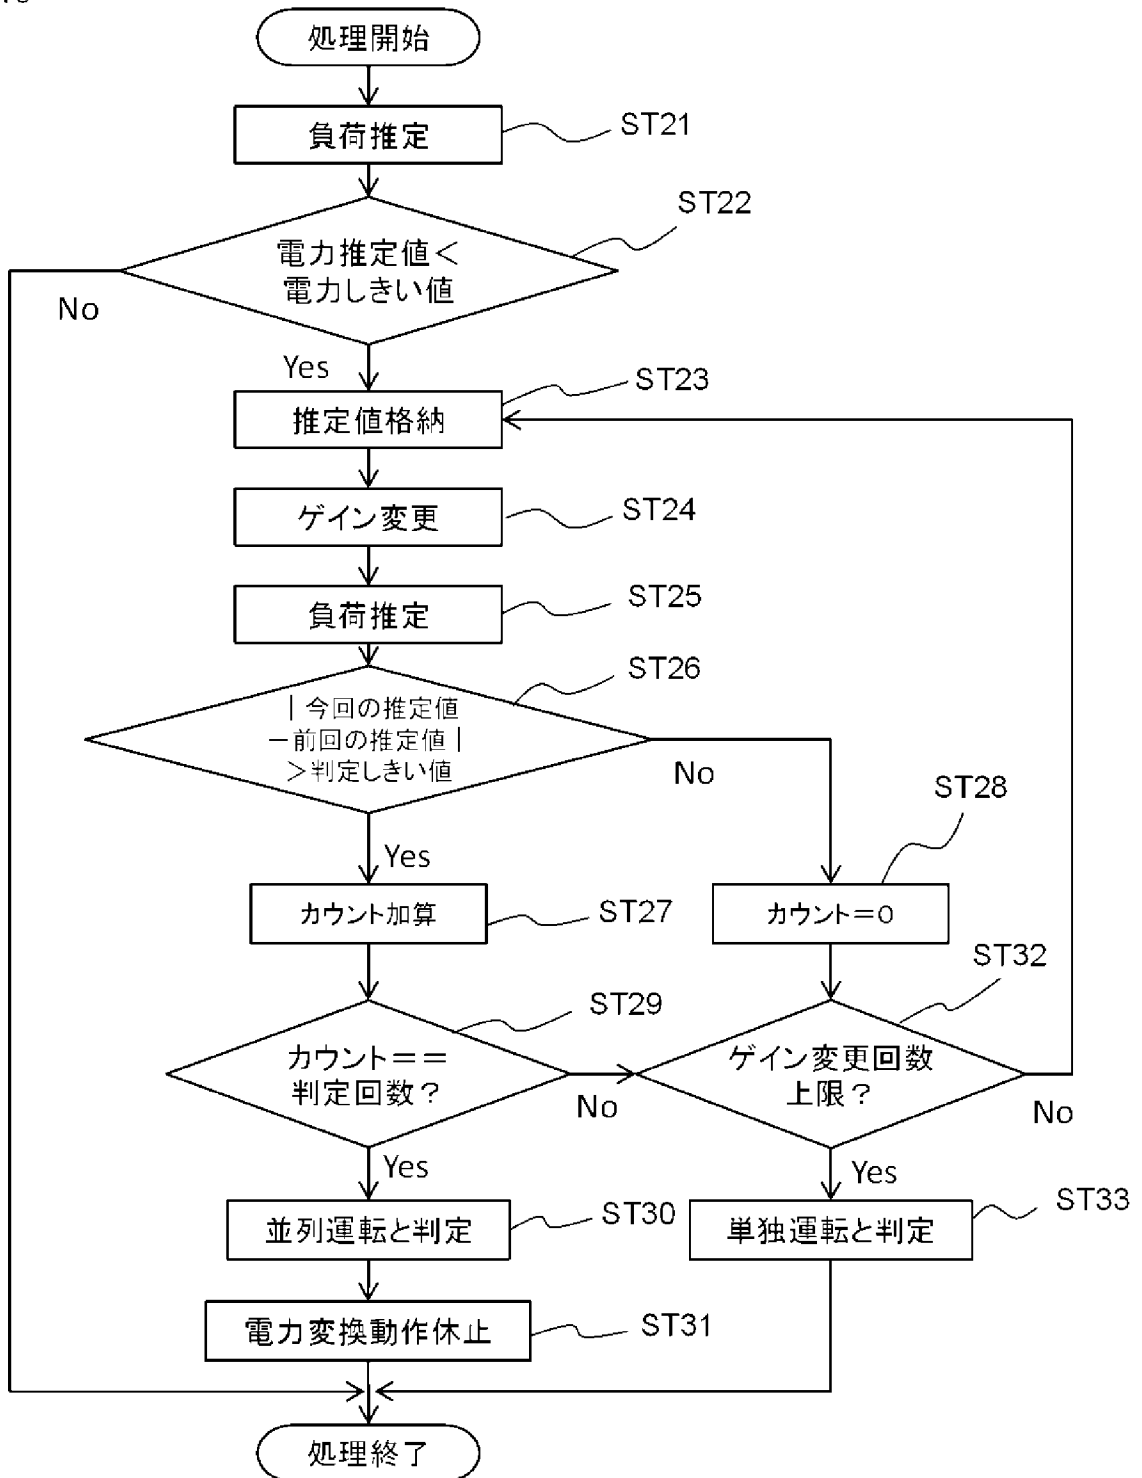 処理開始
負荷推定
ST21
ST22
電力推定値＜
電力しきい値
No
Yes
ST23
推定値格納
ゲイン変更
ST24
負荷推定
ST25
ST26
｜今回の推定値
－前回の推定値｜
＞判定しきい値
No
Yes
ST28
カウント加算
ST27
カウント＝0
ST32
ST29
カウント＝＝
判定回数？
No
ゲイン変更回数
上限？
No
Yes
Yes
並列運転と判定
ST30
単独運転と判定
ST33
電力変換動作休止
ST31
処理終了